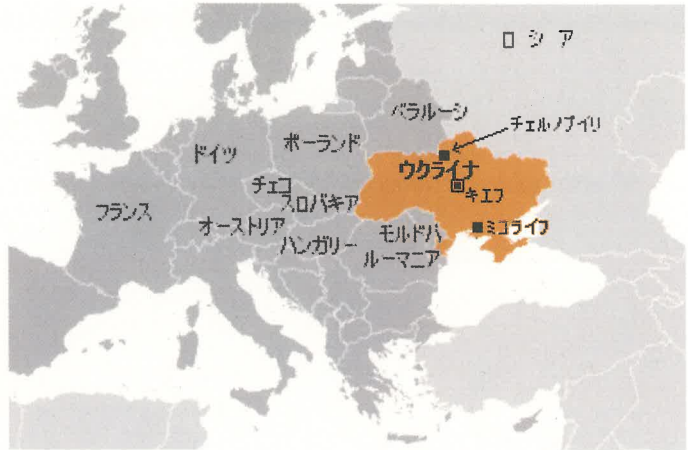 ロシア
ベラルーシ
チェルノブイリ
ポーランド
ドイツ
ウクライナ
チェコ
キエフ
スロバキア
フランス
オーストリア
ミコライフ
モルドバ
ハンガリー
ルーマニア